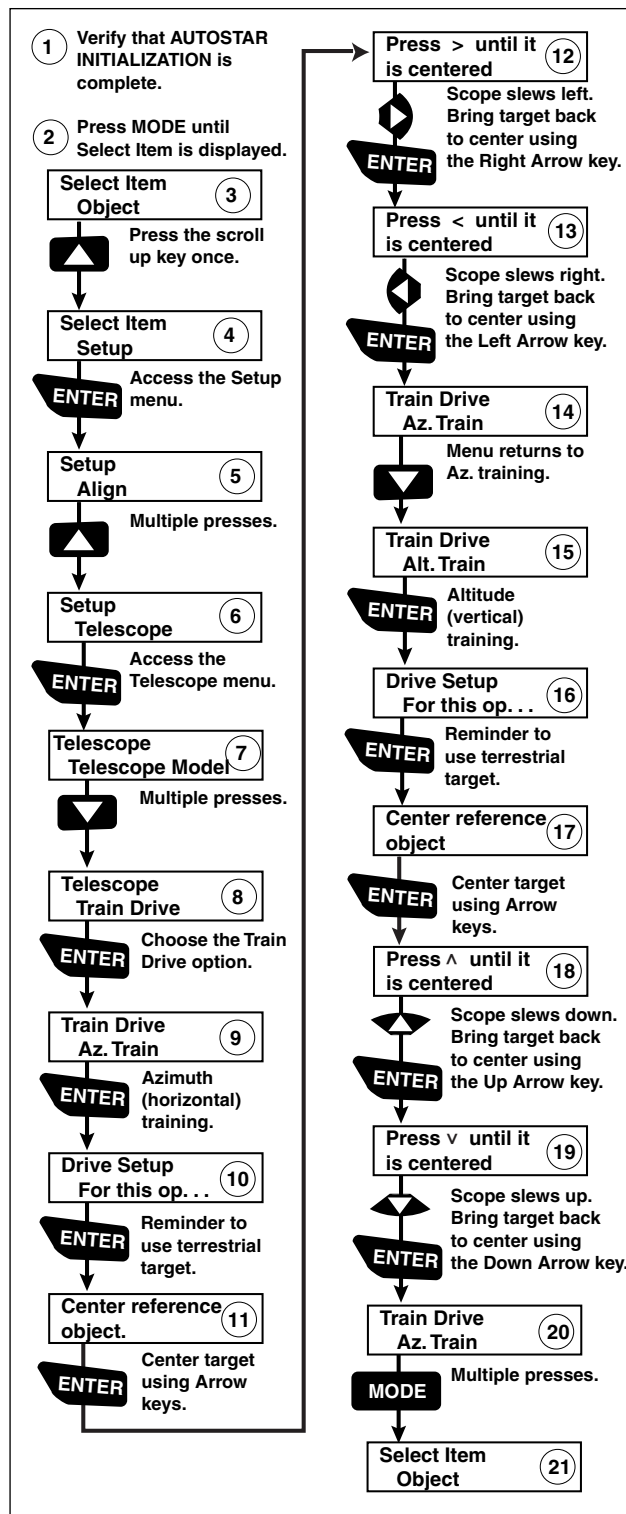 1 Verify that AUTOSTAR
INITIALIZATION is
complete.
2 Press MODE until
Select Item is displayed.
Select Item
Object
3
Press the scroll
up key once.
Select Item
Setup
4
ENTER
Access the Setup
menu.
Setup
Align
5
Multiple presses.
Setup
Telescope
6
ENTER
Access the
Telescope menu.
Telescope
Telescope Model
7
Multiple presses.
Telescope
Train Drive
8
ENTER
Choose the Train
Drive option.
Train Drive
Az. Train
9
ENTER
Azimuth
(horizontal)
training.
Drive Setup
For this op. . .
10
ENTER
Reminder to
use terrestrial
target.
Center reference
object.
11
ENTER
Center target
using Arrow
keys.
Press > until it
is centered
12
Scope slews left.
Bring target back
to center using
the Right Arrow key.
ENTER
Press < until it
is centered
13
Scope slews right.
Bring target back
to center using
the Left Arrow key.
ENTER
Train Drive
Az. Train
14
Menu returns to
Az. training.
Train Drive
Alt. Train
15
ENTER
Altitude
(vertical)
training.
Drive Setup
For this op. . .
16
ENTER
Reminder to
use terrestrial
target.
Center reference
object
17
ENTER
Center target
using Arrow
keys.
Press ^ until it
is centered
18
Scope slews down.
Bring target back
to center using
the Up Arrow key.
ENTER
Press v until it
is centered
19
Scope slews up.
Bring target back
to center using
the Down Arrow key.
ENTER
Train Drive
Az. Train
20
MODE
Multiple presses.
Select Item
Object
21